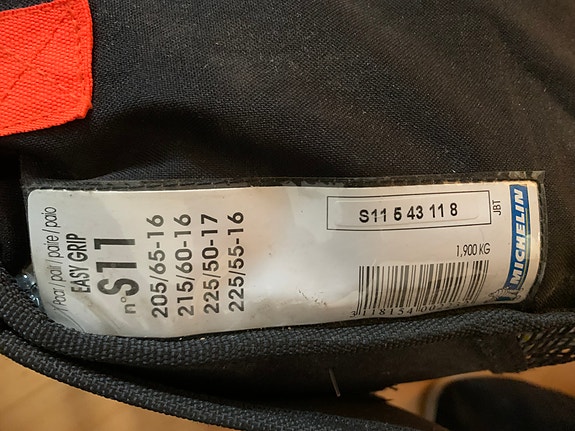 1 Paar / pair / paire / paio
EASY GRIP
n° S11
205/65-16
215/60-16
225/50-17
225/55-16
S11 5 43 11 8
JBT
1,900 KG
MICHELIN